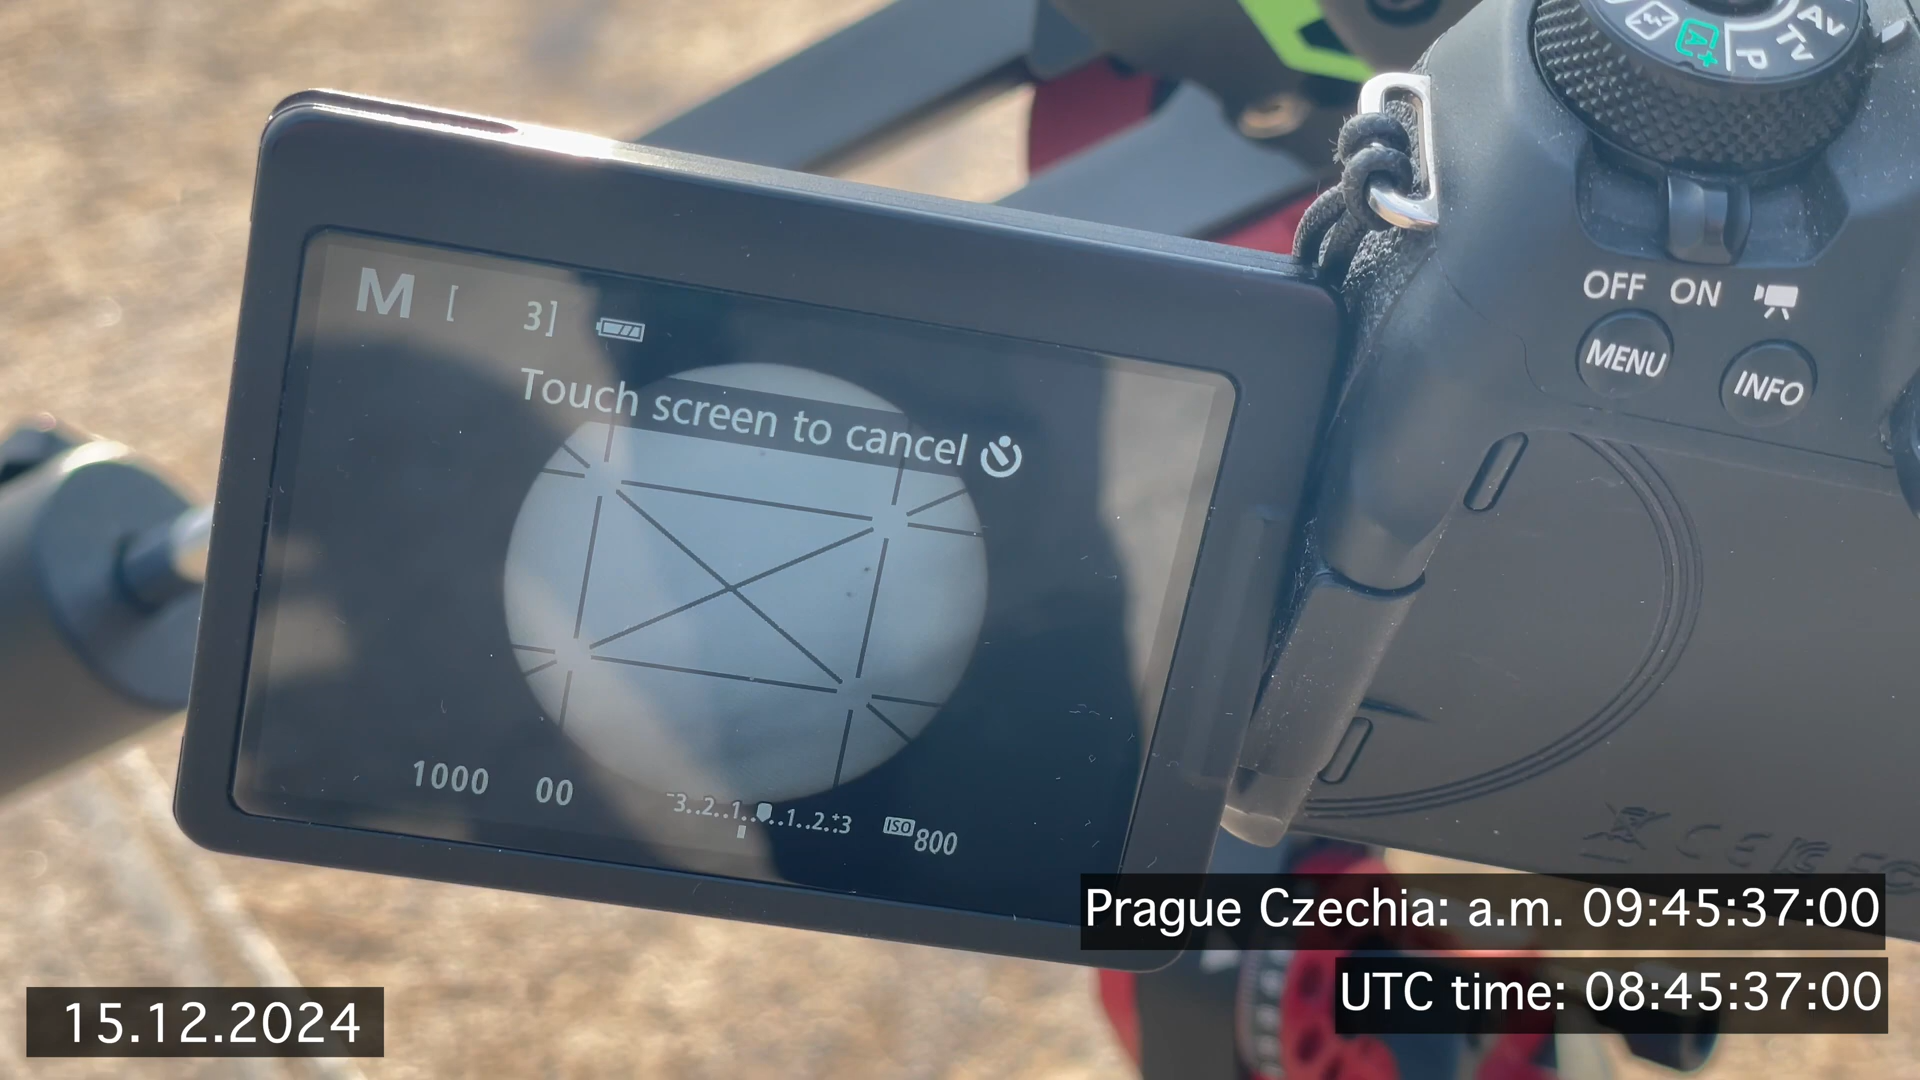 Av
Tv
P
A+
M [ 3]
OFF ON
MENU
INFO
Touch screen to cancel
1000 00 -3..2..1...1..2.+3 ISO 800
CE
Prague Czechia: a.m. 09:45:37:00
UTC time: 08:45:37:00
15.12.2024